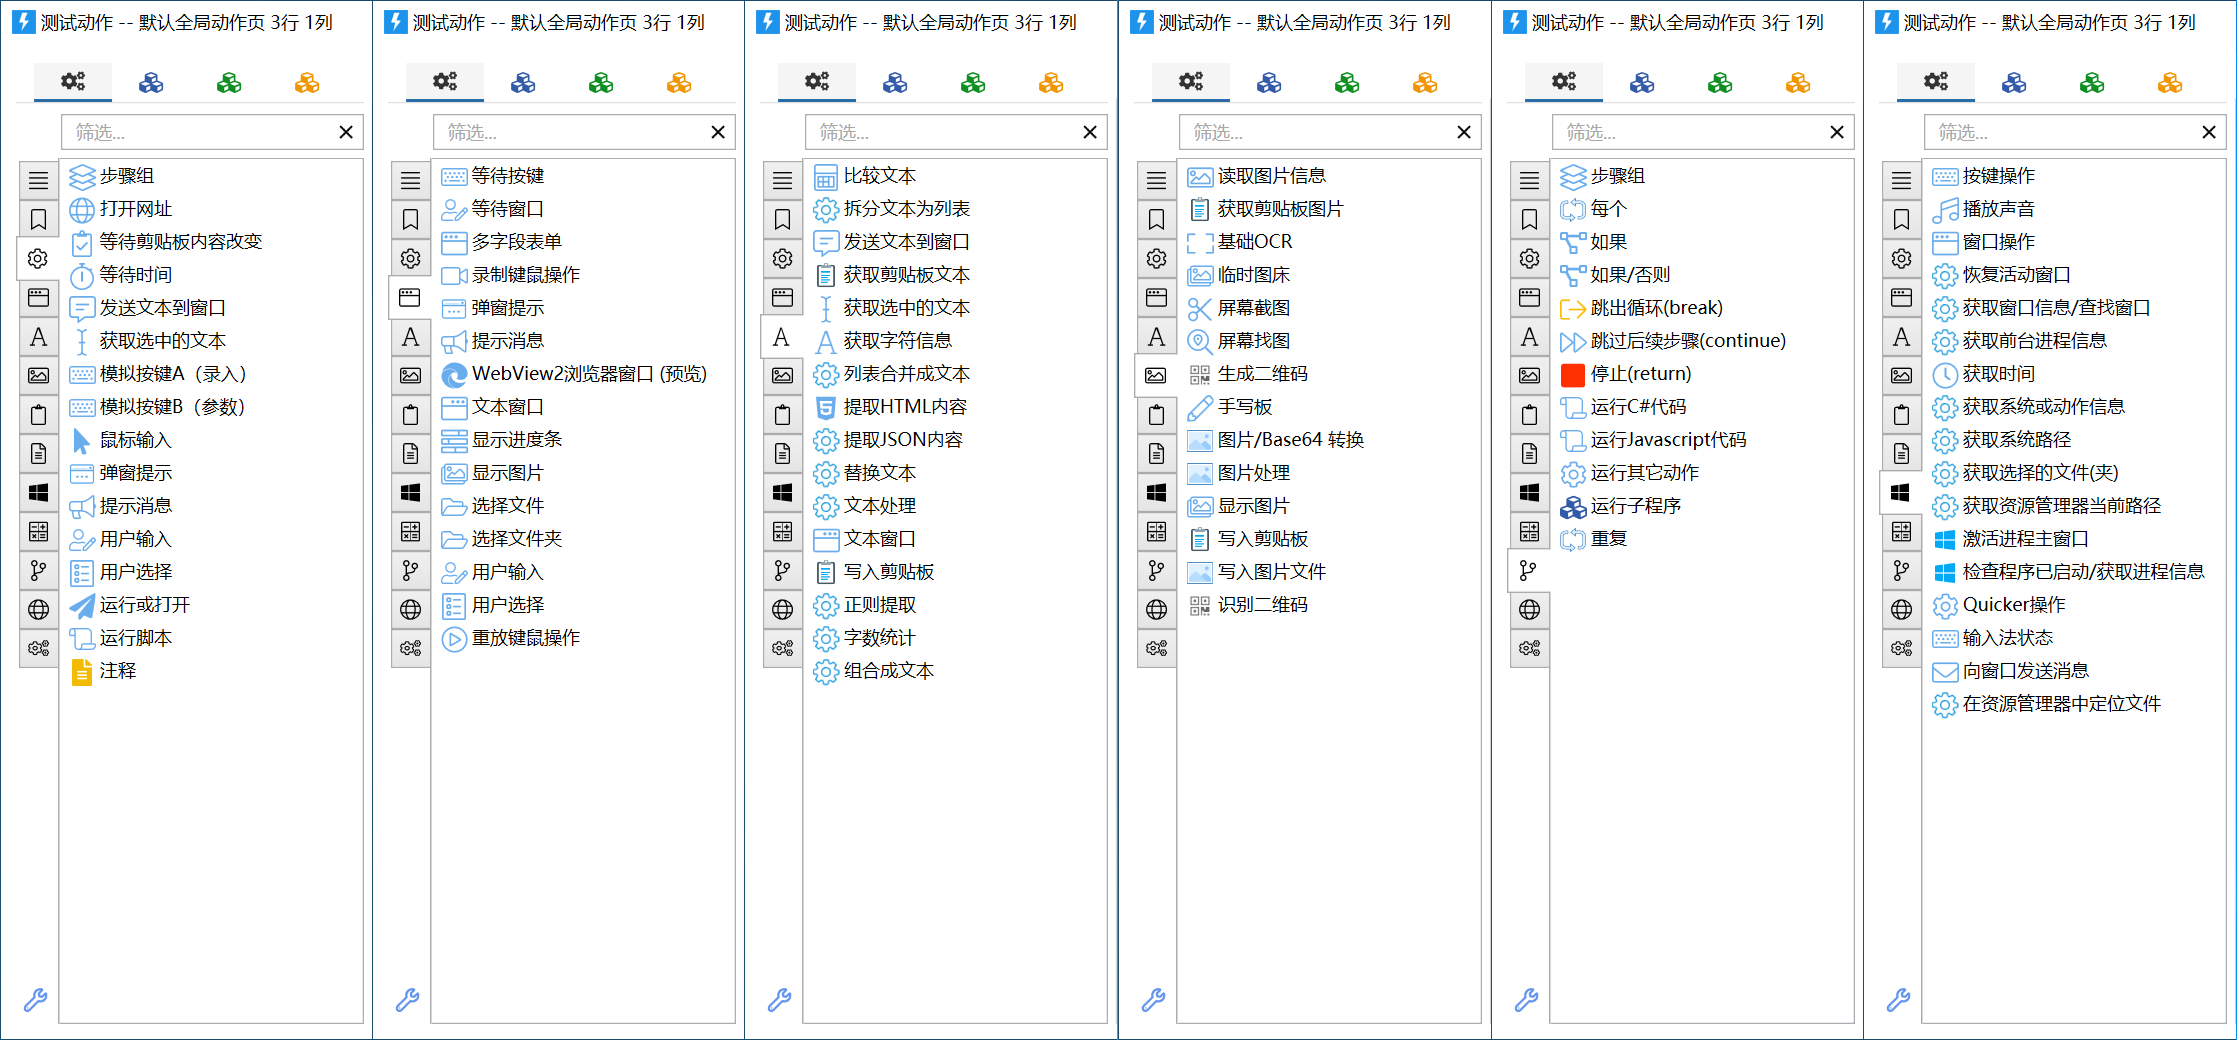 测试动作 -- 默认全局动作页 3行 1列
筛选...
步骤组
打开网址
等待剪贴板内容改变
等待时间
发送文本到窗口
获取选中的文本
模拟按键A（录入）
模拟按键B（参数）
鼠标输入
弹窗提示
提示消息
用户输入
用户选择
运行或打开
运行脚本
注释
测试动作 -- 默认全局动作页 3行 1列
筛选...
等待按键
等待窗口
多字段表单
录制键鼠操作
弹窗提示
提示消息
WebView2浏览器窗口 (预览)
文本窗口
显示进度条
显示图片
选择文件
选择文件夹
用户输入
用户选择
重放键鼠操作
测试动作 -- 默认全局动作页 3行 1列
筛选...
比较文本
拆分文本为列表
发送文本到窗口
获取剪贴板文本
获取选中的文本
获取字符信息
列表合并成文本
提取HTML内容
提取JSON内容
替换文本
文本处理
文本窗口
写入剪贴板
正则提取
字数统计
组合成文本
测试动作 -- 默认全局动作页 3行 1列
筛选...
读取图片信息
获取剪贴板图片
基础OCR
临时图床
屏幕截图
屏幕找图
生成二维码
手写板
图片/Base64 转换
图片处理
显示图片
写入剪贴板
写入图片文件
识别二维码
测试动作 -- 默认全局动作页 3行 1列
筛选...
步骤组
每个
如果
如果/否则
跳出循环(break)
跳过后续步骤(continue)
停止(return)
运行C#代码
运行Javascript代码
运行其它动作
运行子程序
重复
测试动作 -- 默认全局动作页 3行 1列
筛选...
按键操作
播放声音
窗口操作
恢复活动窗口
获取窗口信息/查找窗口
获取前台进程信息
获取时间
获取系统或动作信息
获取系统路径
获取选择的文件(夹)
获取资源管理器当前路径
激活进程主窗口
检查程序已启动/获取进程信息
Quicker操作
输入法状态
向窗口发送消息
在资源管理器中定位文件